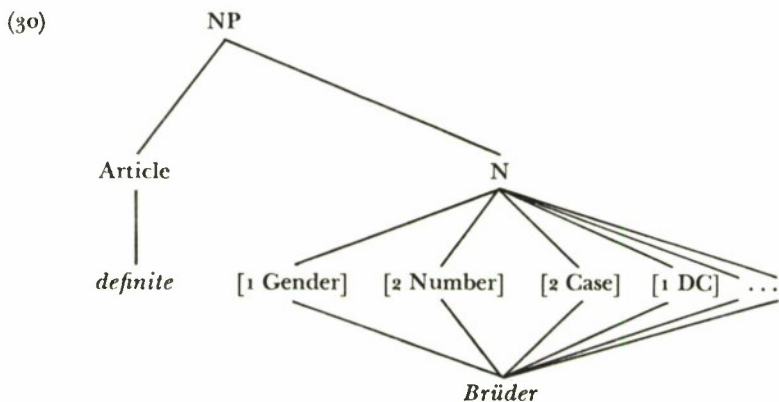 (30)
NP
Article N
definite [1 Gender] [2 Number] [2 Case] [1 DC] ...
Brüder